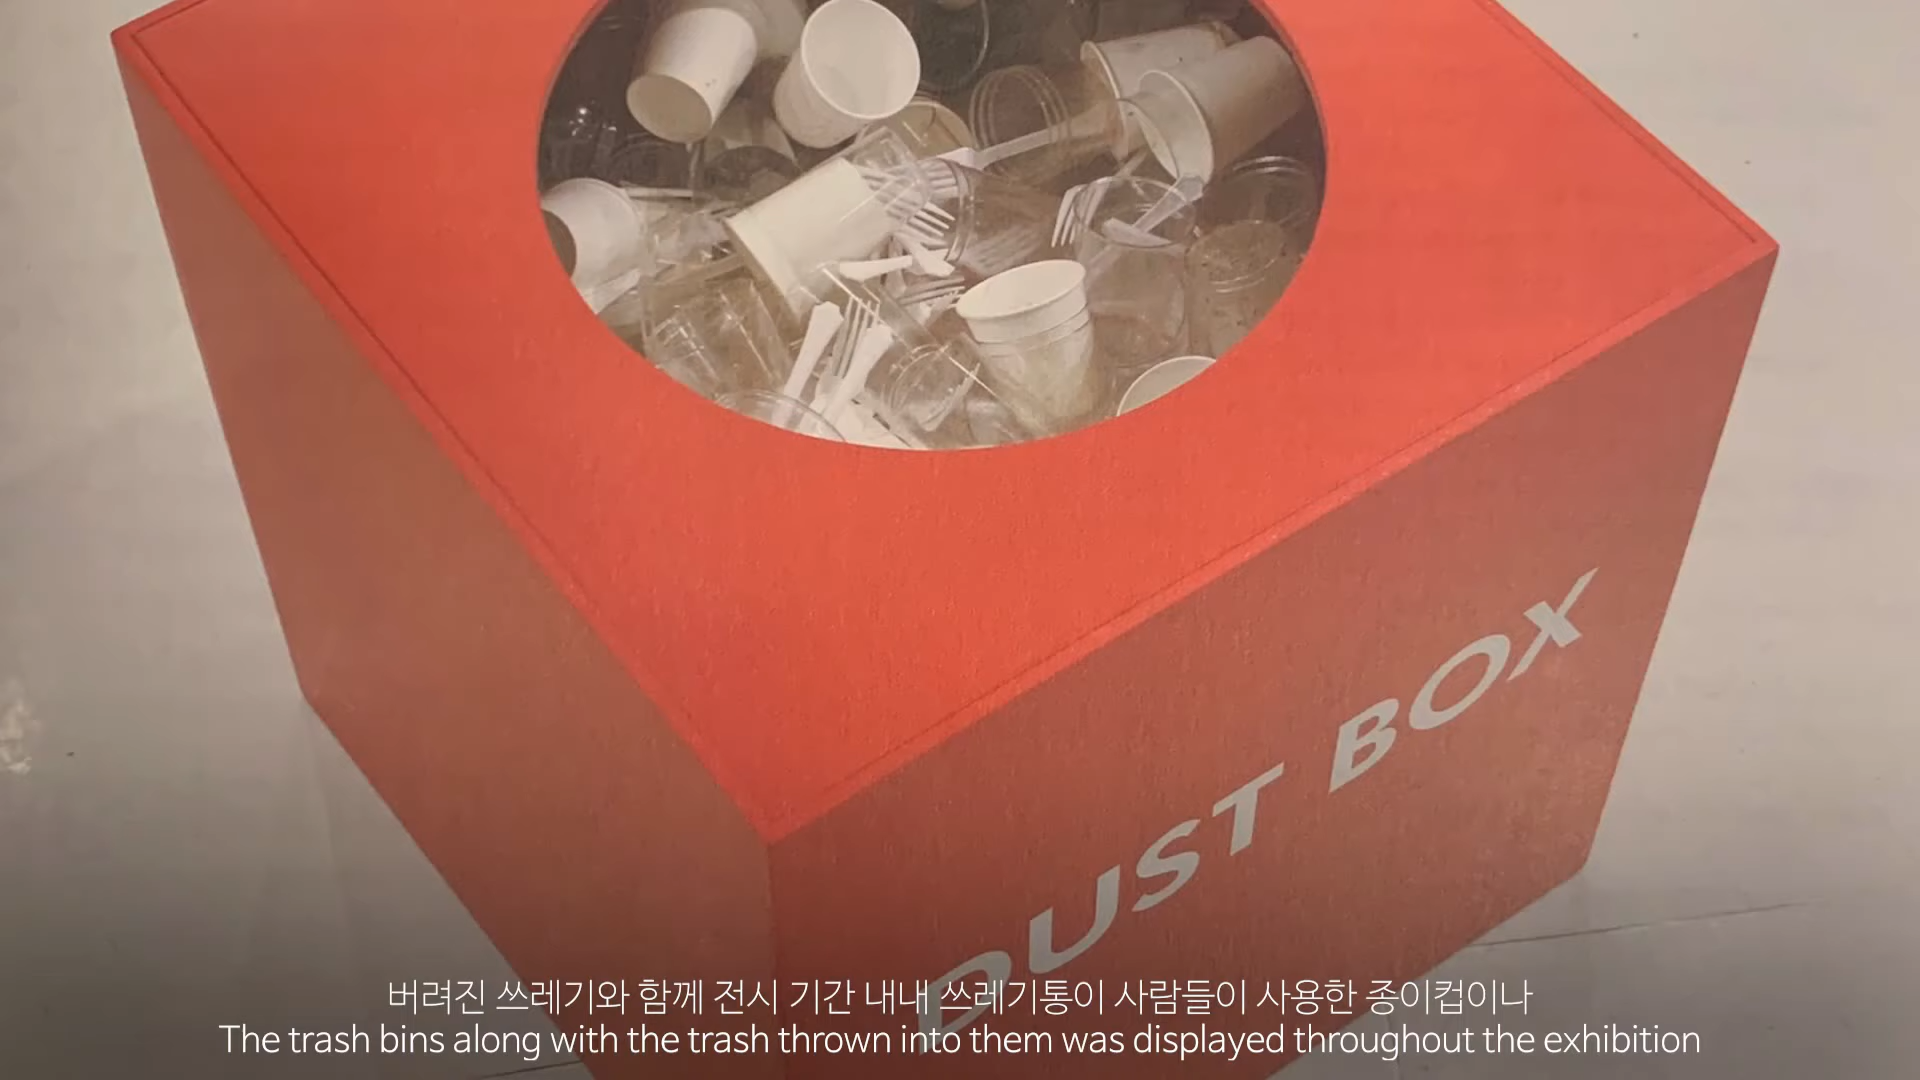 DUST BOX
버려진 쓰레기와 함께 전시 기간 내내 쓰레기통이 사람들이 사용한 종이컵이나
The trash bins along with the trash thrown into them was displayed throughout the exhibition